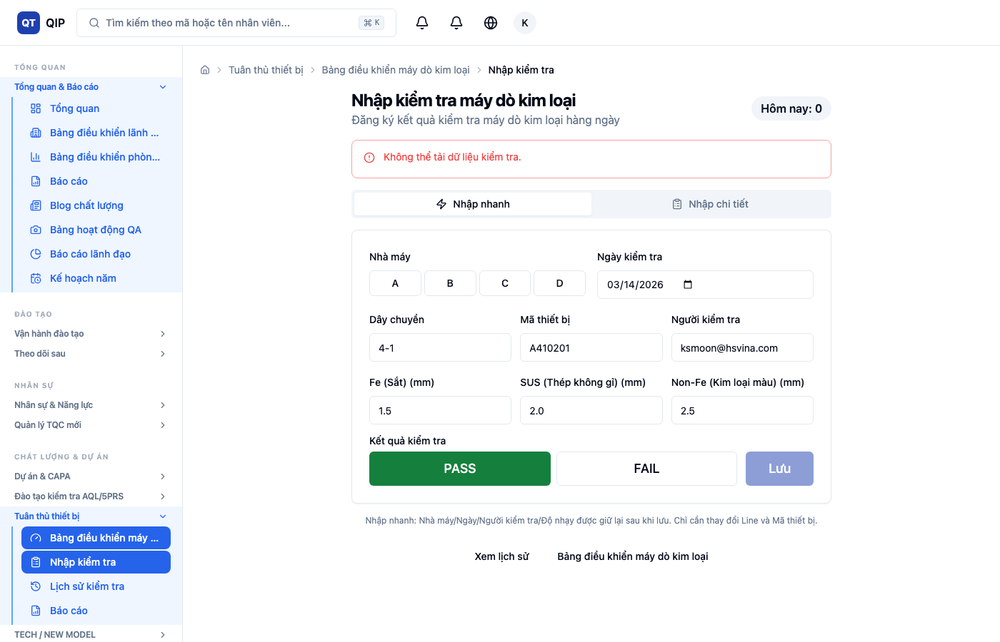 QT QIP
Tìm kiếm theo mã hoặc tên nhân viên...
⌘ K
K
TỔNG QUAN
Tổng quan & Báo cáo
Tổng quan
Bảng điều khiển lãnh ...
Bảng điều khiển phòn...
Báo cáo
Blog chất lượng
Bảng hoạt động QA
Báo cáo lãnh đạo
Kế hoạch năm
ĐÀO TẠO
Vận hành đào tạo
Theo dõi sau
NHÂN SỰ
Nhân sự & Năng lực
Quản lý TQC mới
CHẤT LƯỢNG & DỰ ÁN
Dự án & CAPA
Đào tạo kiểm tra AQL/5PRS
Tuân thủ thiết bị
Bảng điều khiển máy ...
Nhập kiểm tra
Lịch sử kiểm tra
Báo cáo
TECH / NEW MODEL
Tuân thủ thiết bị
Bảng điều khiển máy dò kim loại
Nhập kiểm tra
Nhập kiểm tra máy dò kim loại
Đăng ký kết quả kiểm tra máy dò kim loại hàng ngày
Hôm nay: 0
Không thể tải dữ liệu kiểm tra.
Nhập nhanh
Nhập chi tiết
Nhà máy
A B C D
Ngày kiểm tra
03/14/2026
Dây chuyền
4-1
Mã thiết bị
A410201
Người kiểm tra
ksmoon@hsvina.com
Fe (Sắt) (mm)
1.5
SUS (Thép không gỉ) (mm)
2.0
Non-Fe (Kim loại màu) (mm)
2.5
Kết quả kiểm tra
PASS
FAIL
Lưu
Nhập nhanh: Nhà máy/Ngày/Người kiểm tra/Độ nhạy được giữ lại sau khi lưu. Chỉ cần thay đổi Line và Mã thiết bị.
Xem lịch sử
Bảng điều khiển máy dò kim loại